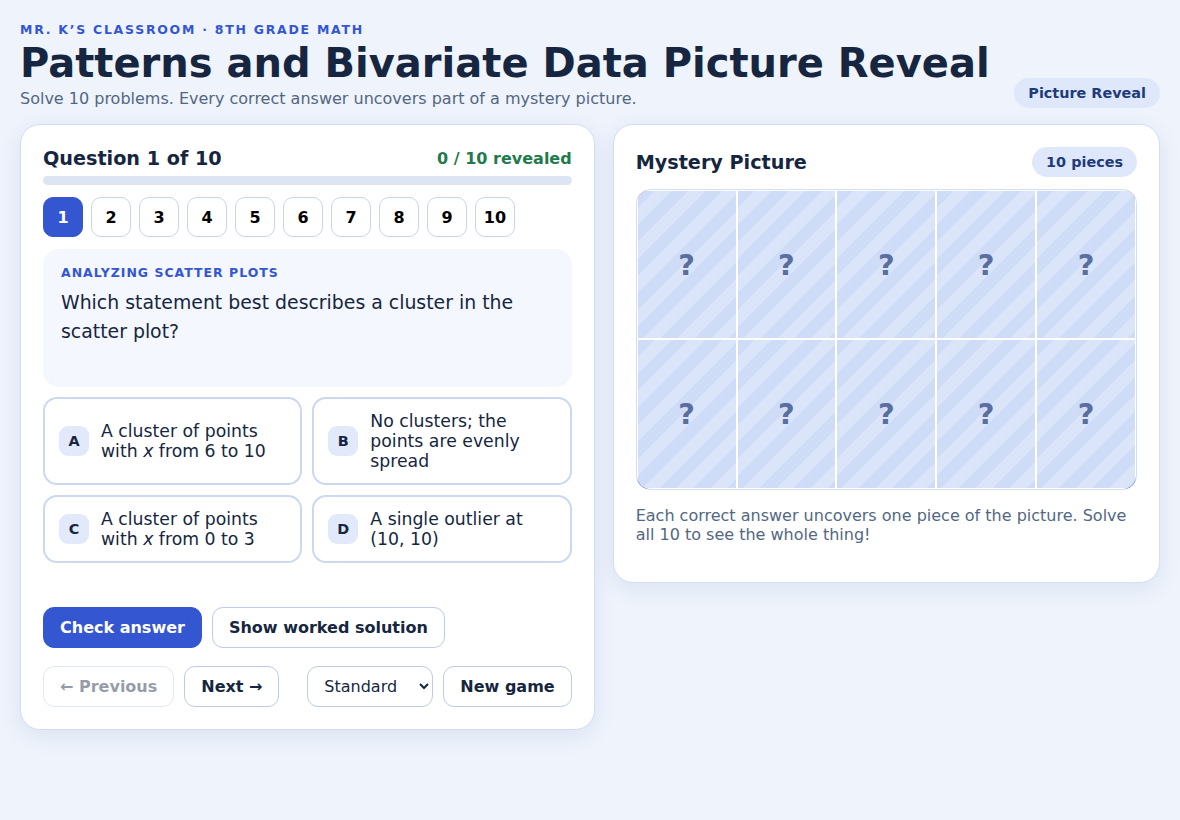 MR. K’S CLASSROOM · 8TH GRADE MATH
Patterns and Bivariate Data Picture Reveal
Solve 10 problems. Every correct answer uncovers part of a mystery picture.
Picture Reveal
Question 1 of 10
0 / 10 revealed
1 2 3 4 5 6 7 8 9 10
ANALYZING SCATTER PLOTS
Which statement best describes a cluster in the
scatter plot?
A
A cluster of points
with x from 6 to 10
B
No clusters; the
points are evenly
spread
C
A cluster of points
with x from 0 to 3
D
A single outlier at
(10, 10)
Check answer
Show worked solution
← Previous
Next →
Standard
New game
Mystery Picture
10 pieces
? ? ? ? ?
? ? ? ? ?
Each correct answer uncovers one piece of the picture. Solve
all 10 to see the whole thing!